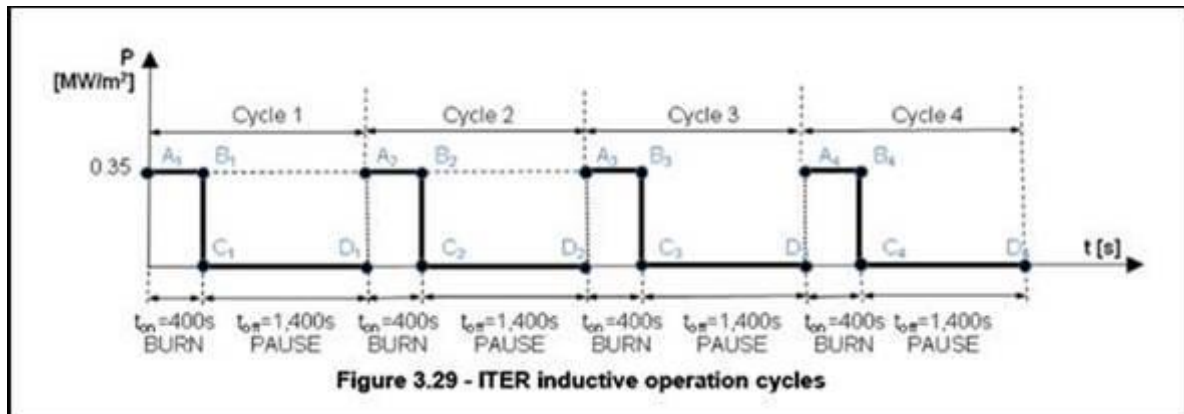 P
[MW/m²]
Cycle 1 Cycle 2 Cycle 3 Cycle 4
0.35 A₁ B₁ A₂ B₂ A₃ B₃ A₄ B₄
C₁ D₁ C₂ D₂ C₃ D C₄ D₄ t [s]
tₒₙ=400s tₒff=1,400s tₒₙ=400s tₒff=1,400s tₒₙ=400s tₒff=1,400s tₒₙ=400s tₒff=1,400s
BURN PAUSE BURN PAUSE BURN PAUSE BURN PAUSE
Figure 3.29 - ITER inductive operation cycles